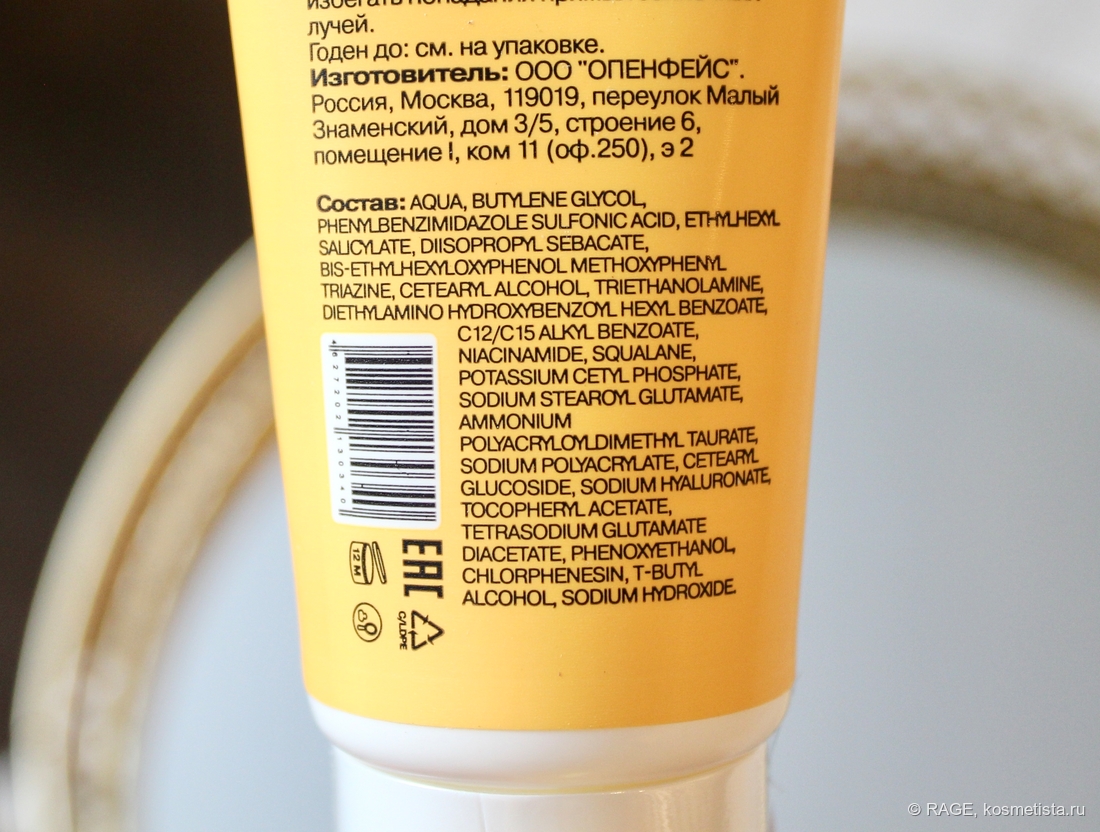 лучей.
Годен до: см. на упаковке.
Изготовитель: ООО "ОПЕНФЕЙС".
Россия, Москва, 119019, переулок Малый
Знаменский, дом 3/5, строение 6,
помещение I, ком 11 (оф.250), э 2
Состав: AQUA, BUTYLENE GLYCOL,
PHENYLBENZIMIDAZOLE SULFONIC ACID, ETHYLHEXYL
SALICYLATE, DIISOPROPYL SEBACATE,
BIS-ETHYLHEXYLOXYPHENOL METHOXYPHENYL
TRIAZINE, CETEARYL ALCOHOL, TRIETHANOLAMINE,
DIETHYLAMINO HYDROXYBENZOYL HEXYL BENZOATE,
C12/C15 ALKYL BENZOATE,
NIACINAMIDE, SQUALANE,
POTASSIUM CETYL PHOSPHATE,
SODIUM STEAROYL GLUTAMATE,
AMMONIUM
POLYACRYLOYLDIMETHYL TAURATE,
SODIUM POLYACRYLATE, CETEARYL
GLUCOSIDE, SODIUM HYALURONATE,
TOCOPHERYL ACETATE,
TETRASODIUM GLUTAMATE
DIACETATE, PHENOXYETHANOL,
CHLORPHENESIN, T-BUTYL
ALCOHOL, SODIUM HYDROXIDE.
4627202130340
12 M
EAC
C/LDPE
© RAGE, kosmetista.ru